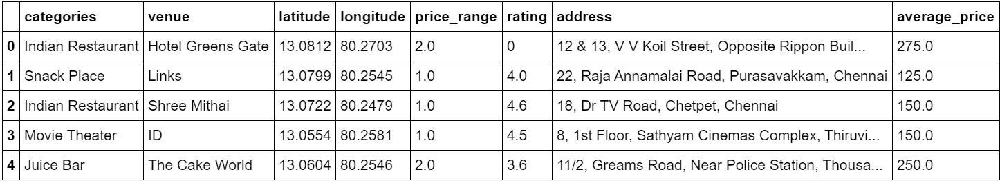 categories venue latitude longitude price_range rating address average_price
0 Indian Restaurant Hotel Greens Gate 13.0812 80.2703 2.0 0 12 & 13, V V Koil Street, Opposite Rippon Buil... 275.0
1 Snack Place Links 13.0799 80.2545 1.0 4.0 22, Raja Annamalai Road, Purasavakkam, Chennai 125.0
2 Indian Restaurant Shree Mithai 13.0722 80.2479 1.0 4.6 18, Dr TV Road, Chetpet, Chennai 150.0
3 Movie Theater ID 13.0554 80.2581 1.0 4.5 8, 1st Floor, Sathyam Cinemas Complex, Thiruvi... 150.0
4 Juice Bar The Cake World 13.0604 80.2546 2.0 3.6 11/2, Greams Road, Near Police Station, Thousa... 250.0